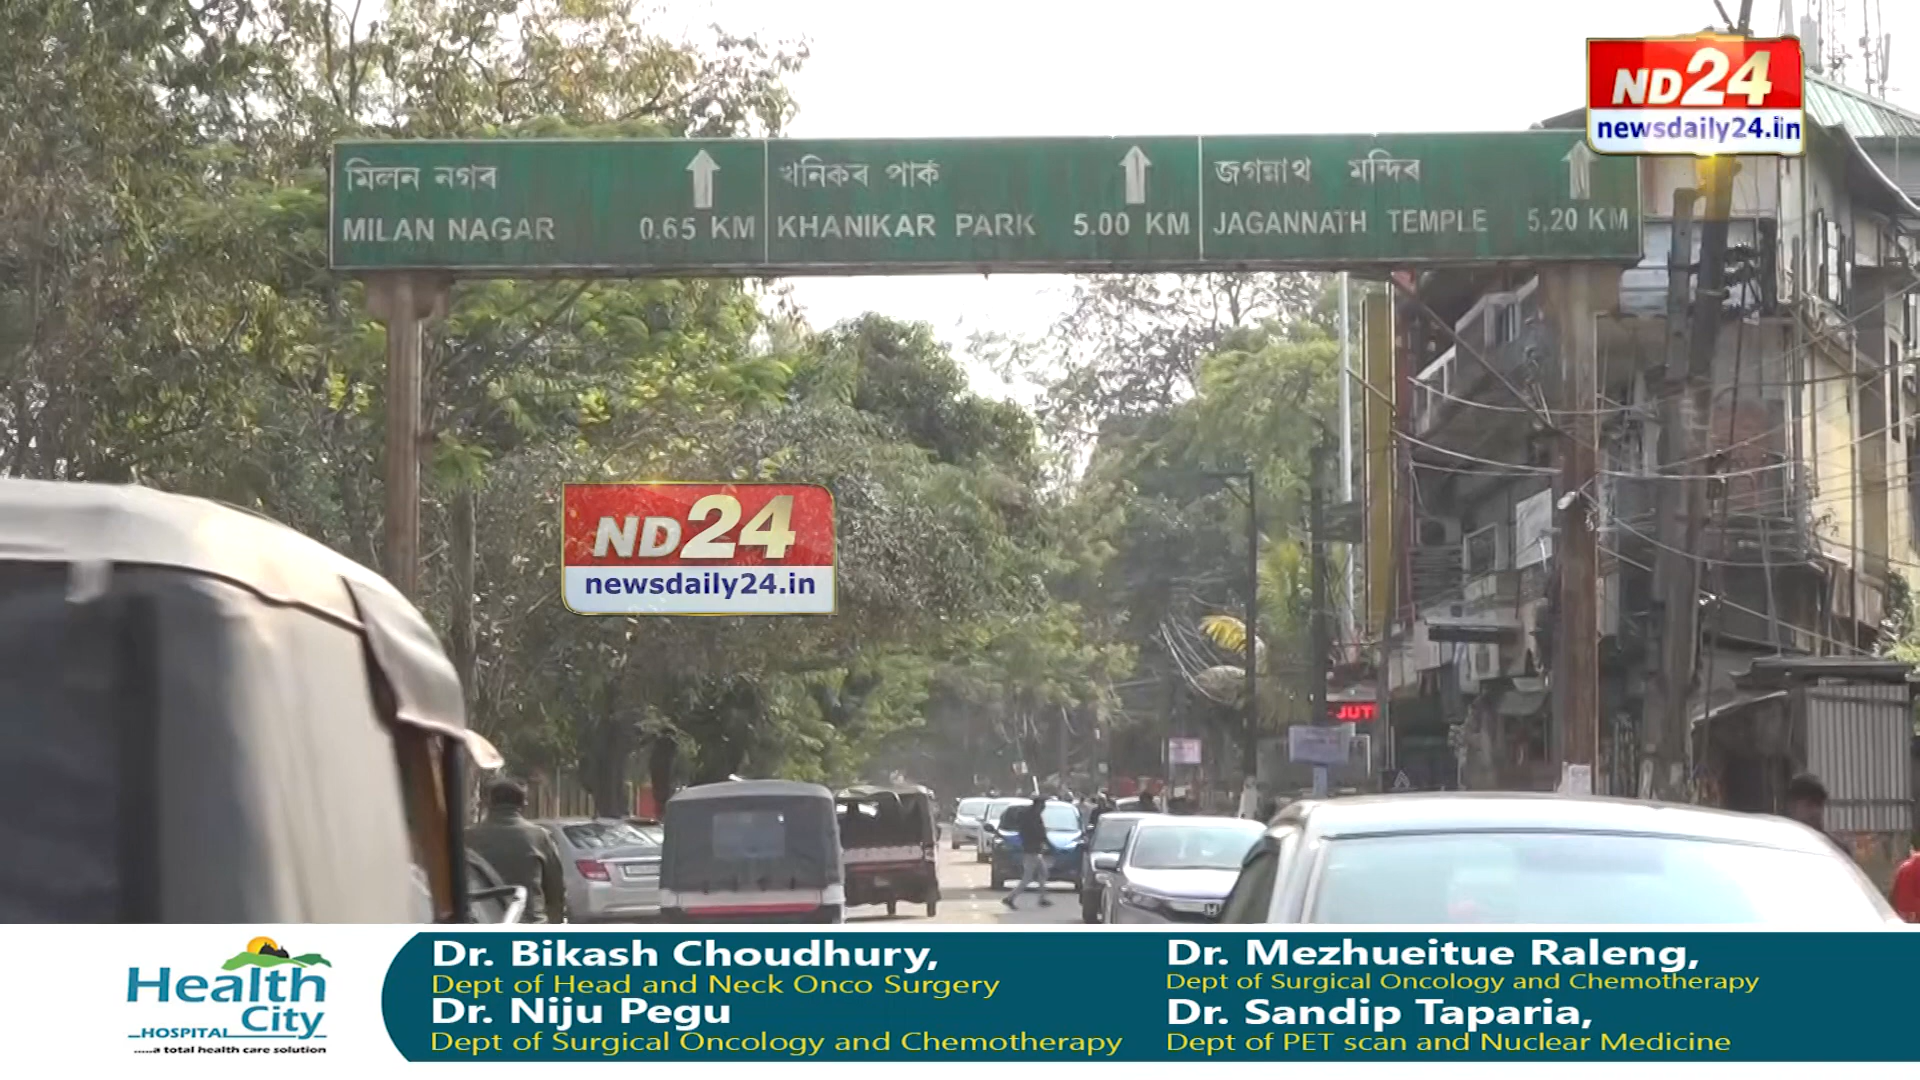 ND24
newsdaily24.in
মিলন নগৰ
MILAN NAGAR 0.65 KM
খনিকৰ পাৰ্ক
KHANIKAR PARK 5.00 KM
জগন্নাথ মন্দিৰ
JAGANNATH TEMPLE 5.20 KM
ND24
newsdaily24.in
-JUTI
Health City
HOSPITAL
.....a total health care solution
Dr. Bikash Choudhury,
Dept of Head and Neck Onco Surgery
Dr. Niju Pegu
Dept of Surgical Oncology and Chemotherapy
Dr. Mezhueitue Raleng,
Dept of Surgical Oncology and Chemotherapy
Dr. Sandip Taparia,
Dept of PET scan and Nuclear Medicine